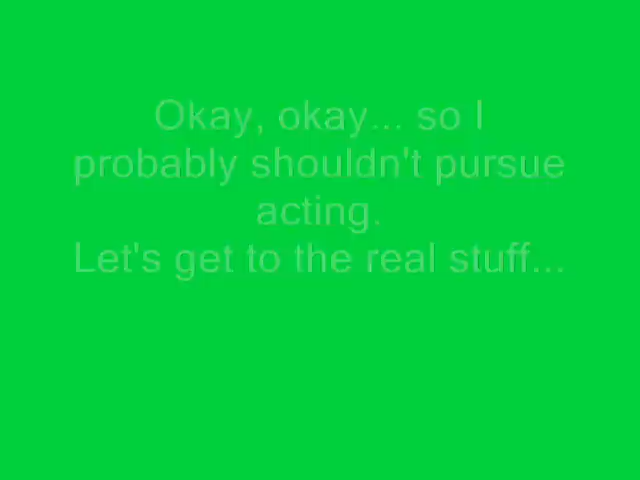 Okay, okay... so I
probably shouldn't pursue
acting.
Let's get to the real stuff...